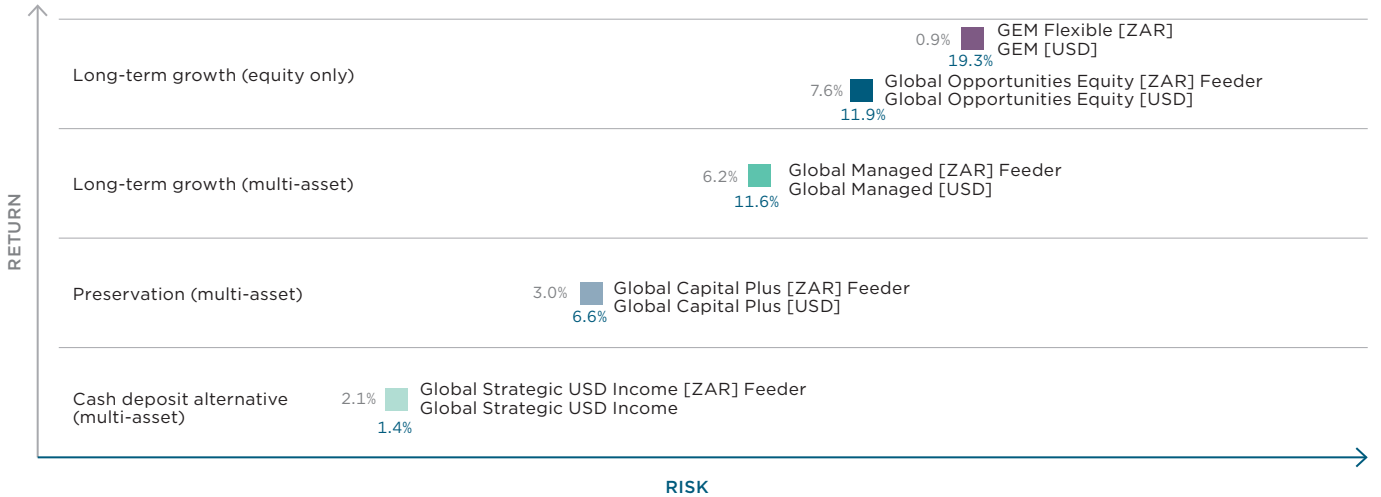 GEM Flexible [ZAR]
0.9%
GEM [USD]
19.3%
Long-term growth (equity only)
Global Opportunities Equity [ZAR] Feeder
7.6%
Global Opportunities Equity [USD]
11.9%
Long-term growth (multi-asset)
6.2%
Global Managed [ZAR] Feeder
Global Managed [USD]
11.6%
RETURN
Preservation (multi-asset)
3.0%
Global Capital Plus [ZAR] Feeder
Global Capital Plus [USD]
6.6%
Cash deposit alternative
(multi-asset)
2.1%
Global Strategic USD Income [ZAR] Feeder
Global Strategic USD Income
1.4%
RISK